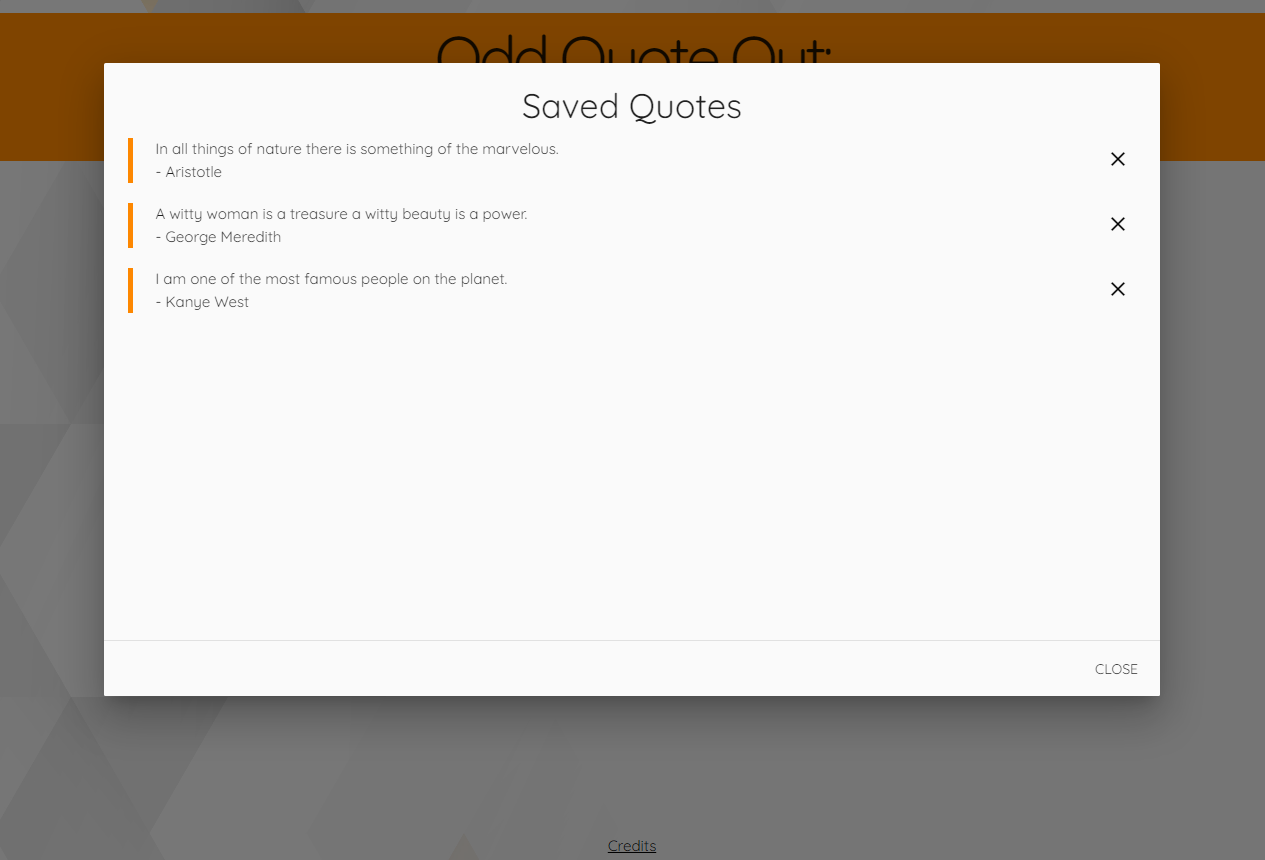 Odd Quote Out:
Saved Quotes
In all things of nature there is something of the marvelous.
- Aristotle
A witty woman is a treasure a witty beauty is a power.
- George Meredith
I am one of the most famous people on the planet.
- Kanye West
CLOSE
Credits